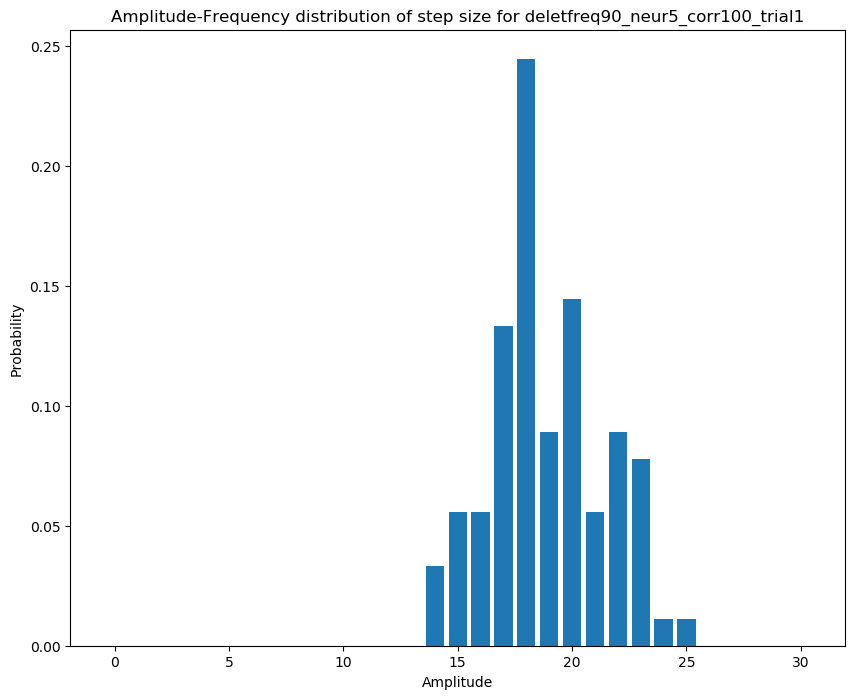 Amplitude-Frequency distribution of step size for deletfreq90_neur5_corr100_trial1
0.25
0.20
0.15
0.10
0.05
0.00
Probability
0 5 10 15 20 25 30
Amplitude